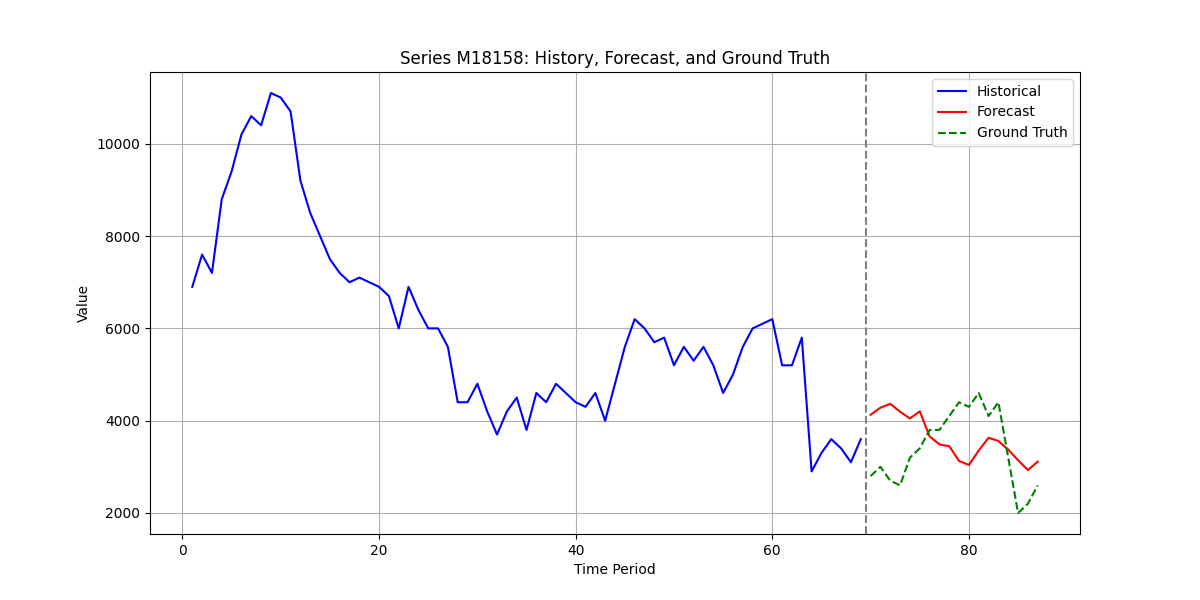 Series M18158: History, Forecast, and Ground Truth
Historical
Forecast
Ground Truth
10000
8000
6000
4000
2000
Value
0
20
40
60
80
Time Period